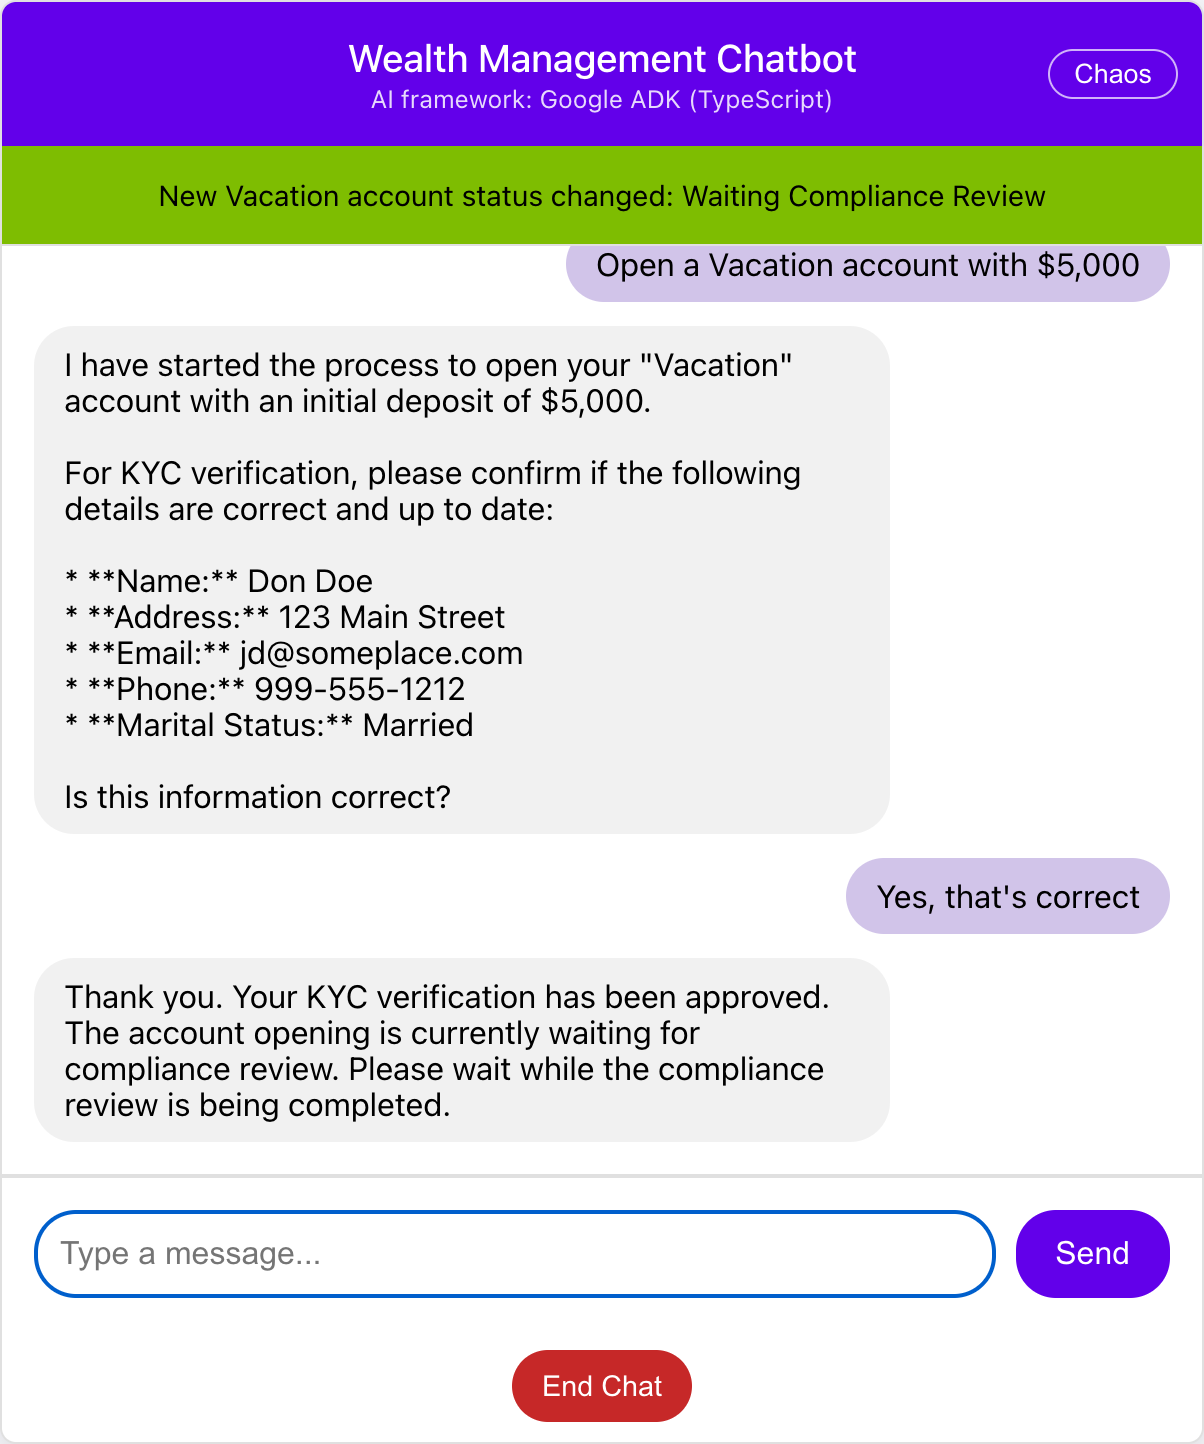 Wealth Management Chatbot
AI framework: Google ADK (TypeScript)
Chaos
New Vacation account status changed: Waiting Compliance Review
Open a Vacation account with $5,000
I have started the process to open your "Vacation"
account with an initial deposit of $5,000.
For KYC verification, please confirm if the following
details are correct and up to date:
* **Name:** Don Doe
* **Address:** 123 Main Street
* **Email:** jd@someplace.com
* **Phone:** 999-555-1212
* **Marital Status:** Married
Is this information correct?
Yes, that's correct
Thank you. Your KYC verification has been approved.
The account opening is currently waiting for
compliance review. Please wait while the compliance
review is being completed.
Type a message...
Send
End Chat